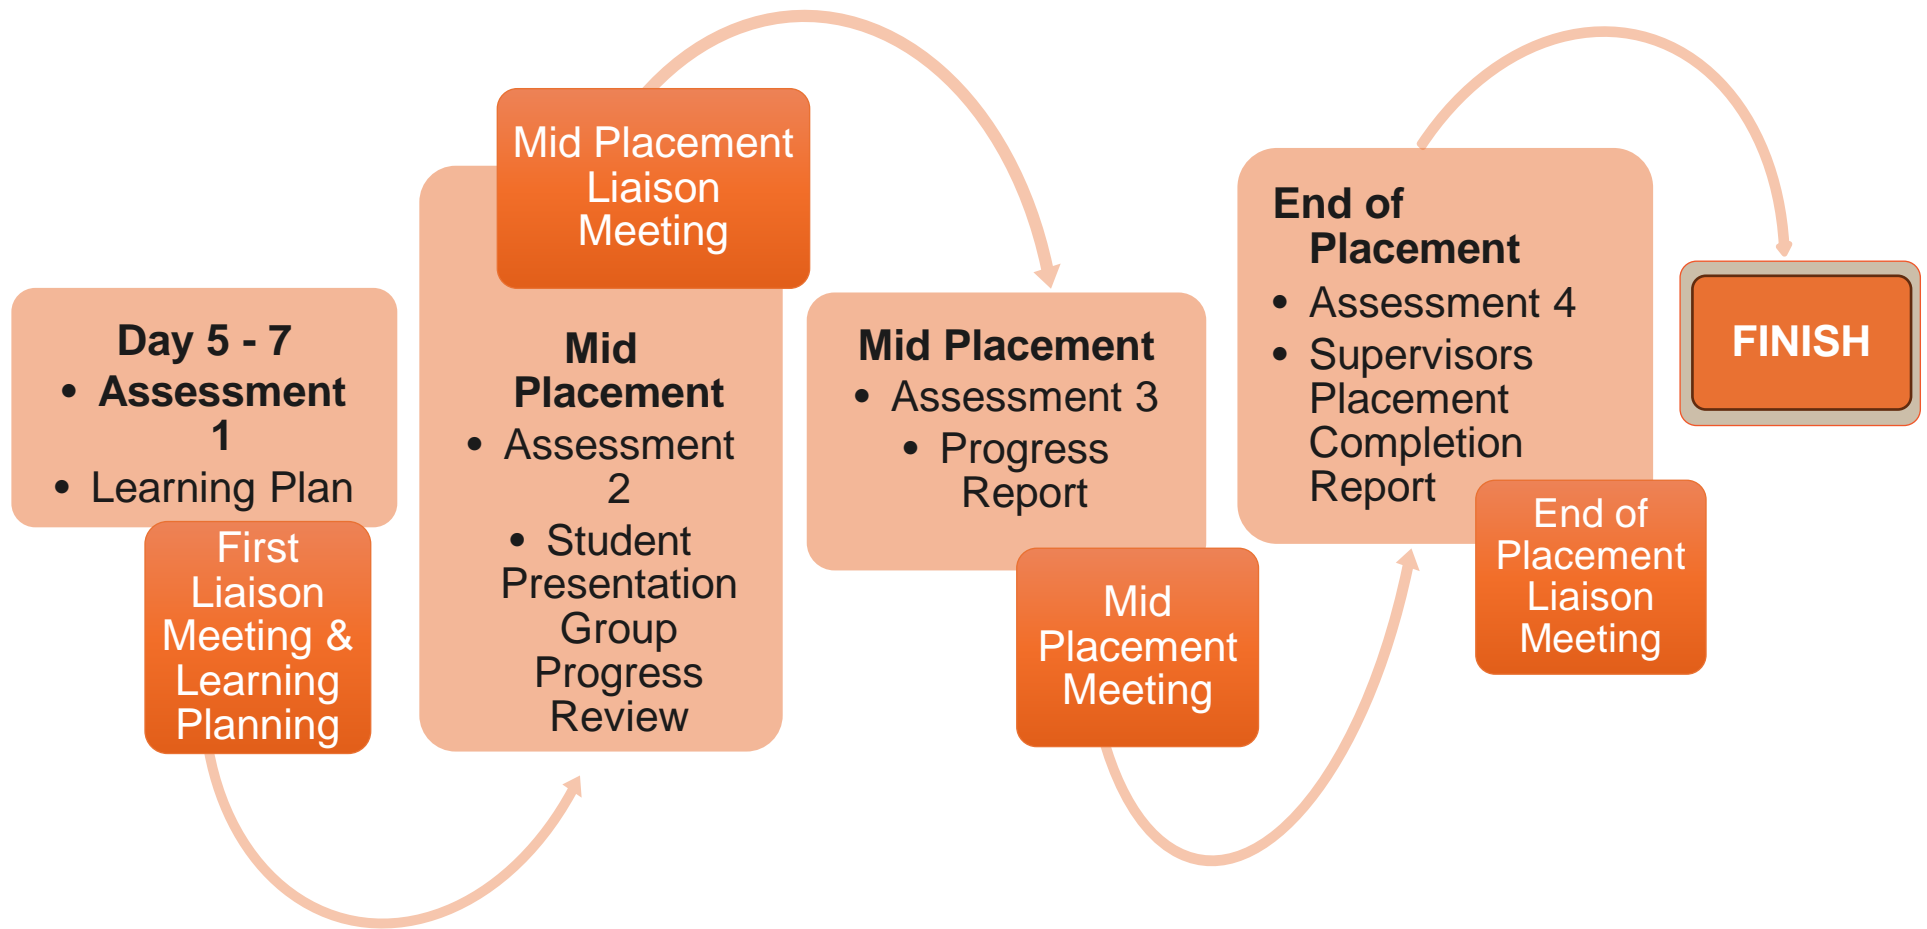 Day 5 - 7
• Assessment
1
• Learning Plan
First
Liaison
Meeting &
Learning
Planning
Mid Placement
Liaison
Meeting
Mid
Placement
• Assessment
2
• Student
Presentation
Group
Progress
Review
Mid Placement
• Assessment 3
• Progress
Report
Mid
Placement
Meeting
End of
Placement
• Assessment 4
• Supervisors
Placement
Completion
Report
End of
Placement
Liaison
Meeting
FINISH